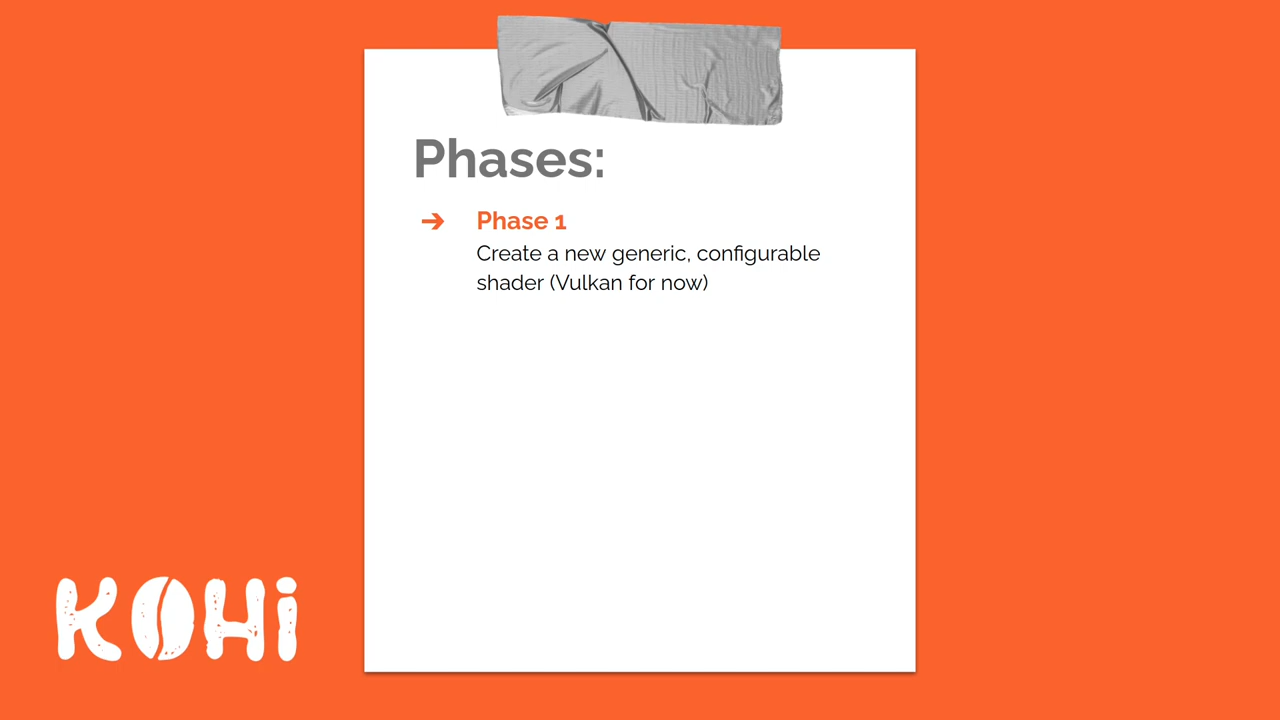 Phases:
➔ Phase 1
Create a new generic, configurable
shader (Vulkan for now)
KOHi